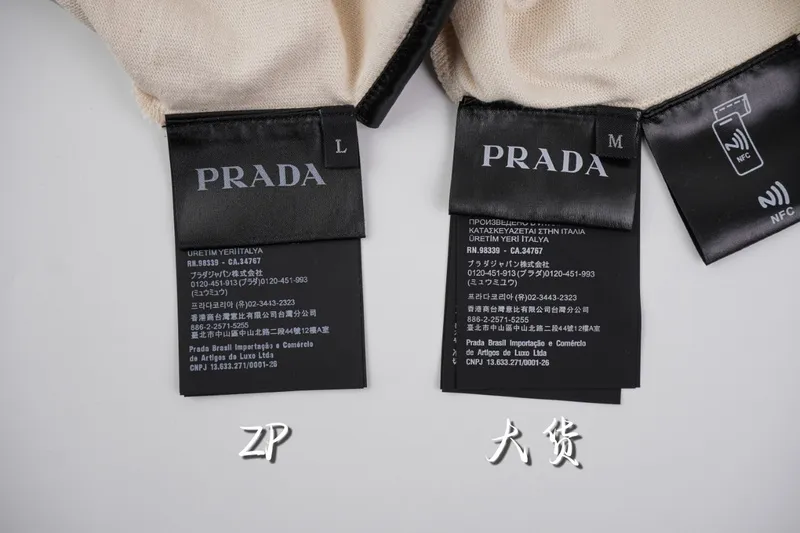 L
PRADA
ÜRETİM YERİ İTALYA
RN.98339 - CA.34767
プラダジャパン株式会社
0120-451-913 (プラダ) 0120-451-993
(ミュウミュウ)
프라다코리아 (유) 02-3443-2323
香港商台灣意比有限公司台灣分公司
886-2-2571-5255
臺北市中山區中山北路二段44號12樓A室
Prada Brasil Importação e Comércio
de Artigos de Luxo Ltda
CNPJ 13.633.271/0001-26
ZP
M
PRADA
ΚΑΤΑΣΚΕΥΑΖΕΤΑΙ ΣΤΗΝ ΙΤΑΛΙΑ
ÜRETİM YERİ İTALYA
RN.98339 - CA.34767
プラダジャパン株式会社
0120-451-913 (プラダ) 0120-451-993
(ミュウミュウ)
프라다코리아 (유) 02-3443-2323
香港商台灣意比有限公司台灣分公司
886-2-2571-5255
臺北市中山區中山北路二段44號12樓A室
Prada Brasil Importação e Comércio
de Artigos de Luxo Ltda
CNPJ 13.633.271/0001-26
大货
NFC
NFC